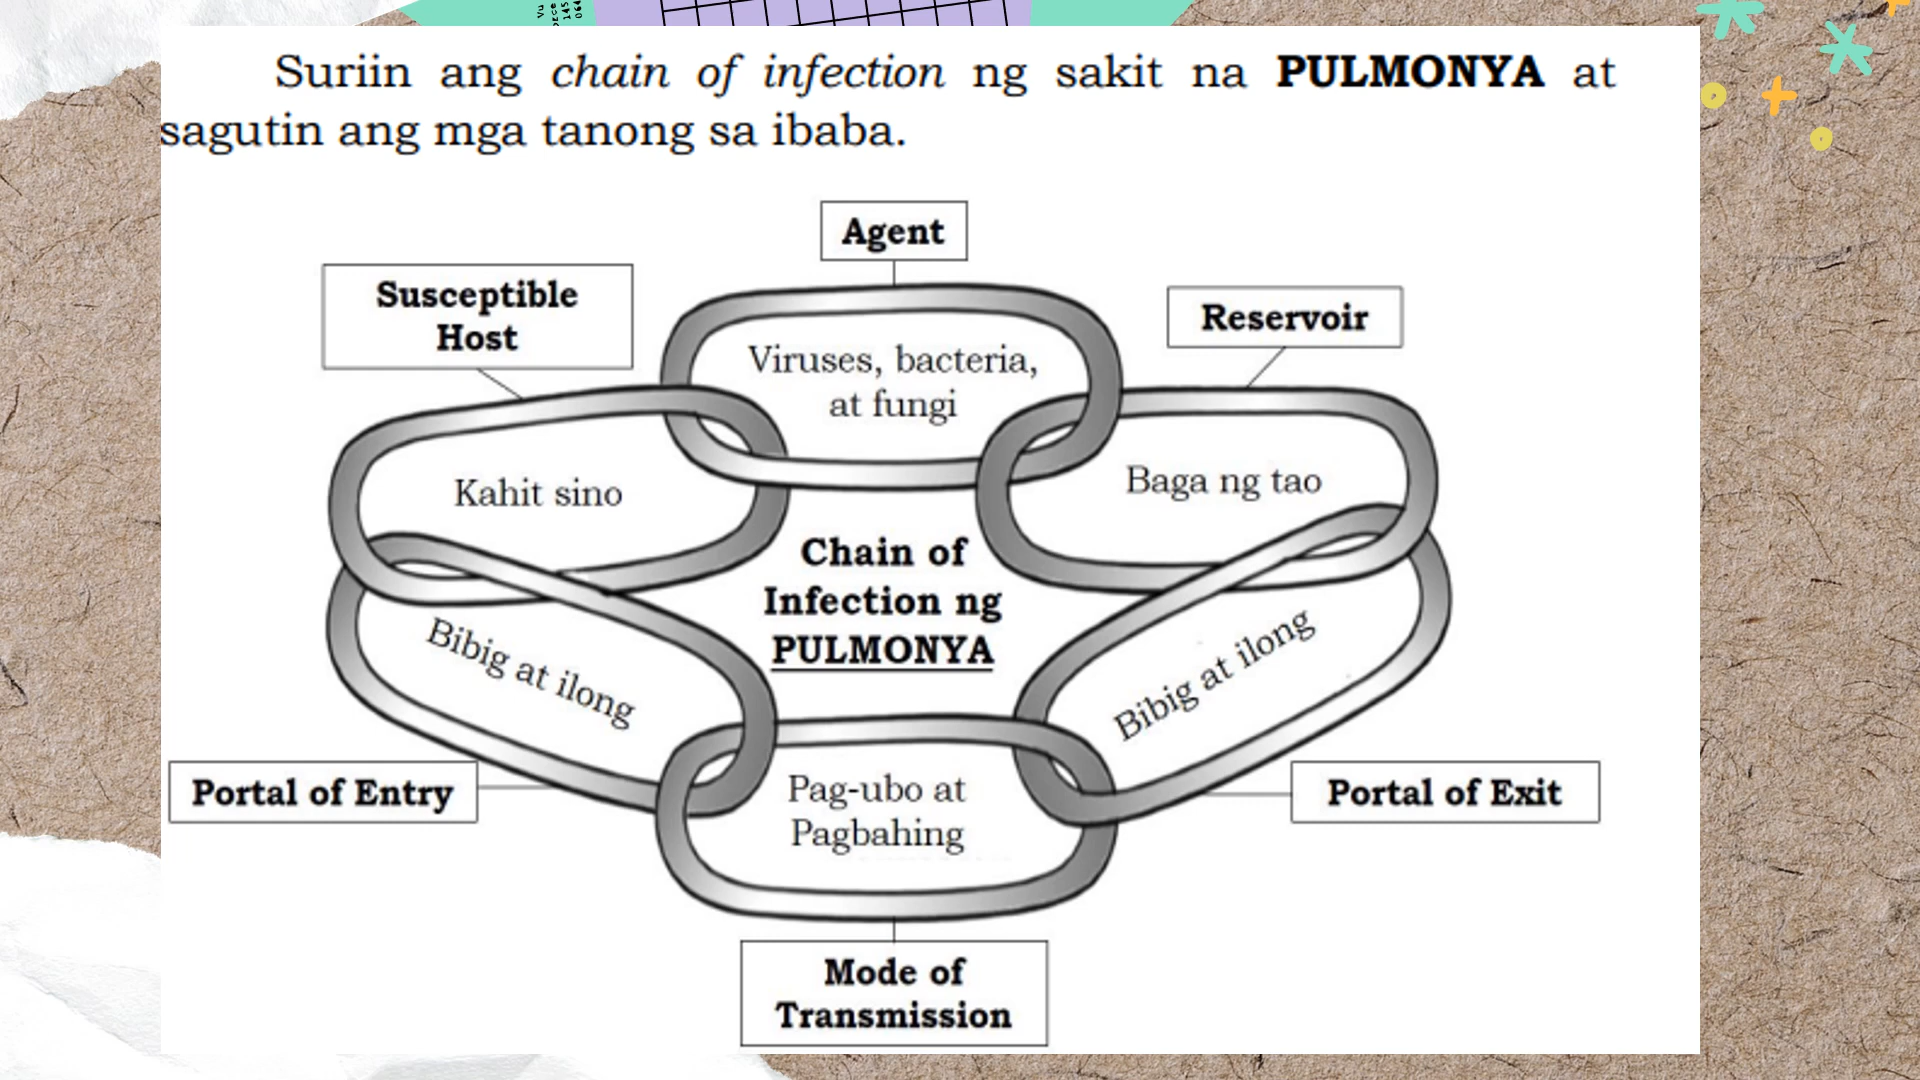 Suriin ang chain of infection ng sakit na PULMONYA at
sagutin ang mga tanong sa ibaba.
Agent
Susceptible
Host
Reservoir
Viruses, bacteria,
at fungi
Kahit sino
Baga ng tao
Chain of
Infection ng
PULMONYA
Bibig at ilong
Bibig at ilong
Portal of Entry
Pag-ubo at
Pagbahing
Portal of Exit
Mode of
Transmission